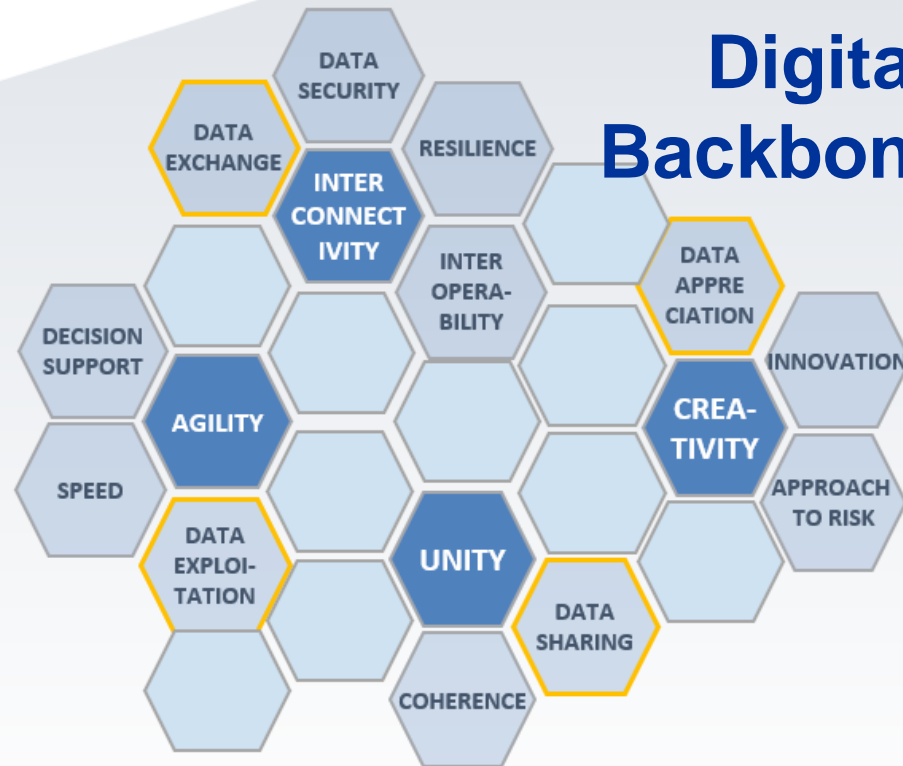 Digita
Backbon
DATA
SECURITY
DATA
EXCHANGE
RESILIENCE
INTER
CONNECT
IVITY
INTER
OPERA-
BILITY
DATA
APPRE
CIATION
DECISION
SUPPORT
INNOVATION
AGILITY
CREA-
TIVITY
SPEED
APPROACH
TO RISK
DATA
EXPLOI-
TATION
UNITY
DATA
SHARING
COHERENCE